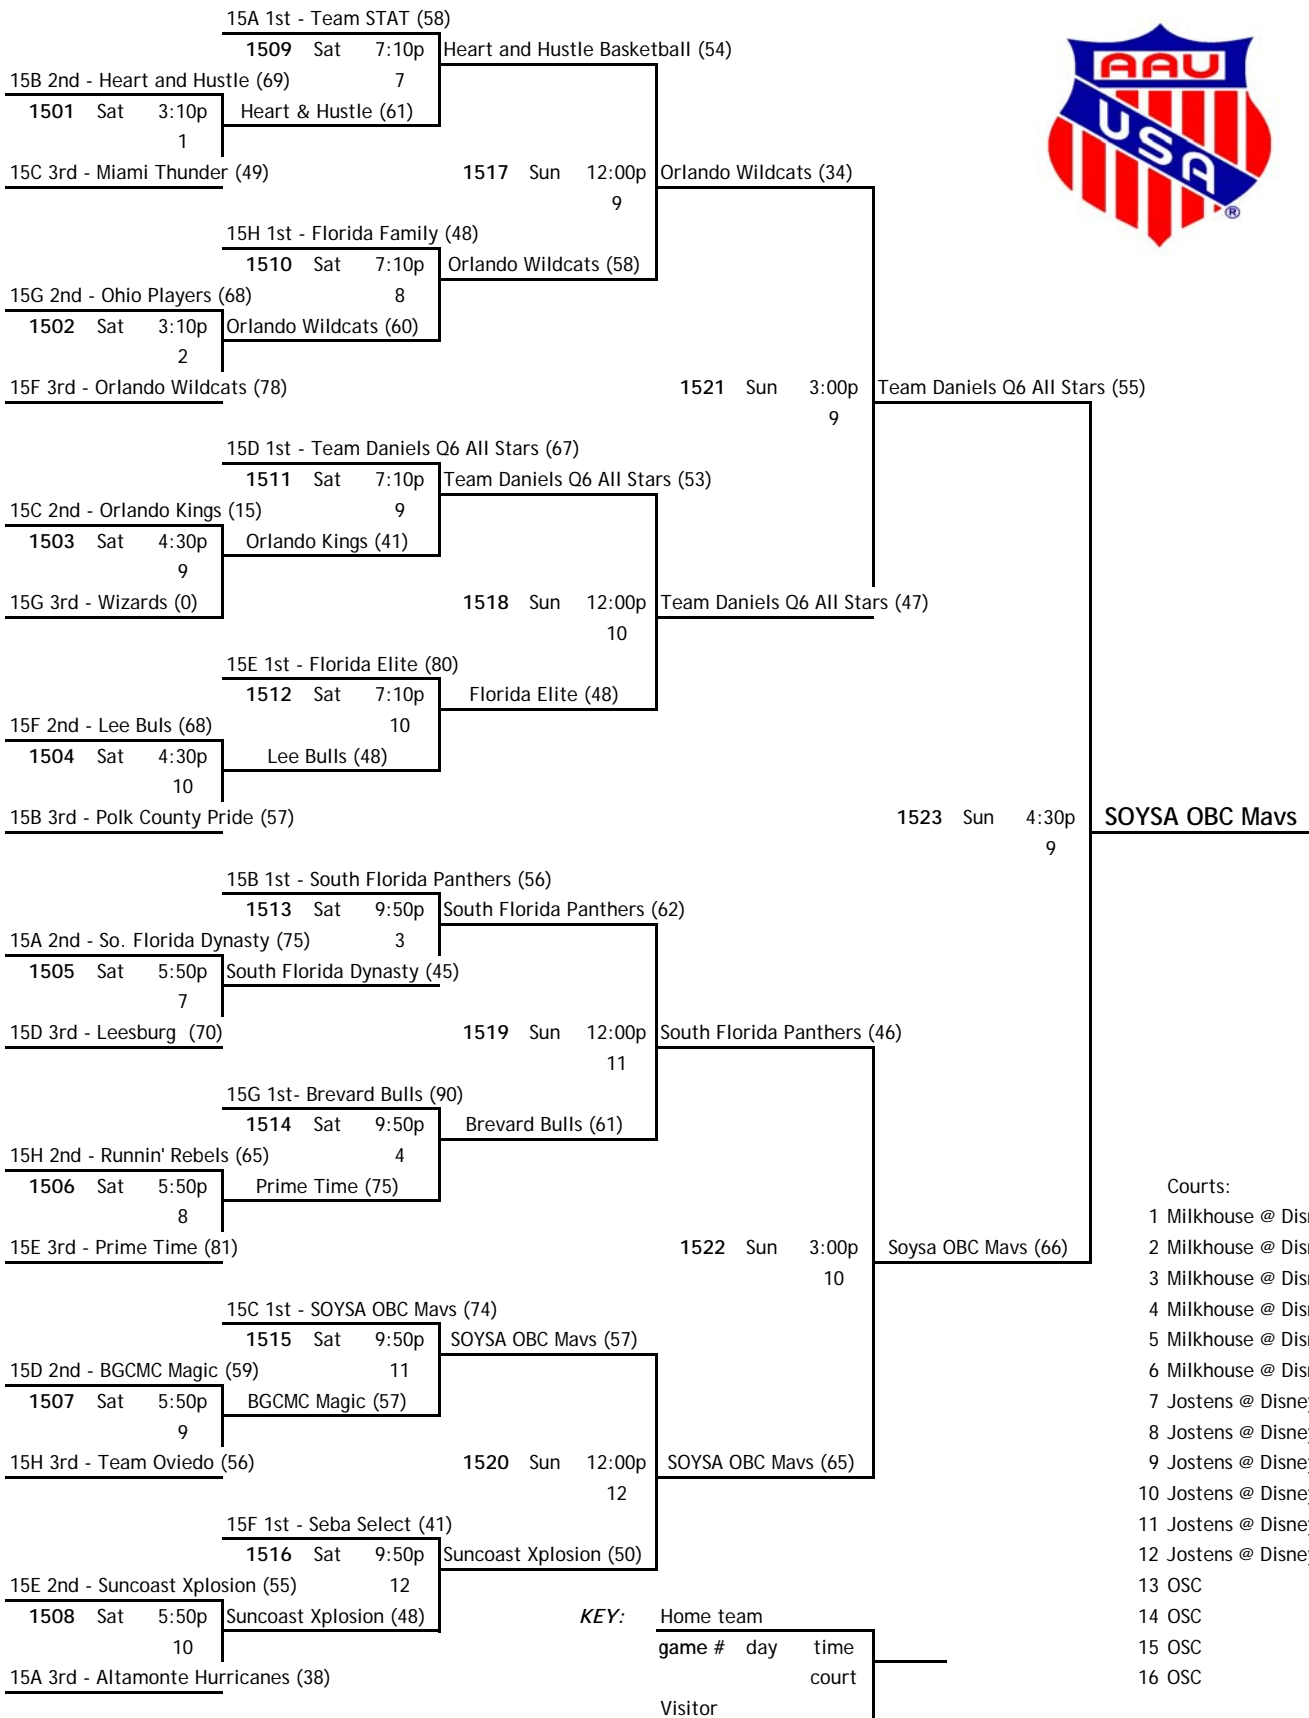 15A 1st - Team STAT (58)
1509 Sat 7:10p Heart and Hustle Basketball (54)
15B 2nd - Heart and Hustle (69) 7
1501 Sat 3:10p Heart & Hustle (61)
1
15C 3rd - Miami Thunder (49) 1517 Sun 12:00p Orlando Wildcats (34)
9
15H 1st - Florida Family (48)
1510 Sat 7:10p Orlando Wildcats (58)
15G 2nd - Ohio Players (68) 8
1502 Sat 3:10p Orlando Wildcats (60)
2
15F 3rd - Orlando Wildcats (78) 1521 Sun 3:00p Team Daniels Q6 All Stars (55)
9
15D 1st - Team Daniels Q6 All Stars (67)
1511 Sat 7:10p Team Daniels Q6 All Stars (53)
15C 2nd - Orlando Kings (15) 9
1503 Sat 4:30p Orlando Kings (41)
9
15G 3rd - Wizards (0) 1518 Sun 12:00p Team Daniels Q6 All Stars (47)
10
15E 1st - Florida Elite (80)
1512 Sat 7:10p Florida Elite (48)
15F 2nd - Lee Buls (68) 10
1504 Sat 4:30p Lee Bulls (48)
10
15B 3rd - Polk County Pride (57) 1523 Sun 4:30p SOYSA OBC Mavs
9
15B 1st - South Florida Panthers (56)
1513 Sat 9:50p South Florida Panthers (62)
15A 2nd - So. Florida Dynasty (75) 3
1505 Sat 5:50p South Florida Dynasty (45)
7
15D 3rd - Leesburg (70) 1519 Sun 12:00p South Florida Panthers (46)
11
15G 1st- Brevard Bulls (90)
1514 Sat 9:50p Brevard Bulls (61)
15H 2nd - Runnin' Rebels (65) 4
1506 Sat 5:50p Prime Time (75) Courts:
8 1 Milkhouse @ Dis
15E 3rd - Prime Time (81) 1522 Sun 3:00p Soysa OBC Mavs (66) 2 Milkhouse @ Dis
10 3 Milkhouse @ Dis
15C 1st - SOYSA OBC Mavs (74) 4 Milkhouse @ Dis
1515 Sat 9:50p SOYSA OBC Mavs (57) 5 Milkhouse @ Dis
15D 2nd - BGCMC Magic (59) 11 6 Milkhouse @ Dis
1507 Sat 5:50p BGCMC Magic (57) 7 Jostens @ Disne
9 8 Jostens @ Disne
15H 3rd - Team Oviedo (56) 1520 Sun 12:00p SOYSA OBC Mavs (65) 9 Jostens @ Disne
12 10 Jostens @ Disne
15F 1st - Seba Select (41) 11 Jostens @ Disne
1516 Sat 9:50p Suncoast Xplosion (50) 12 Jostens @ Disne
15E 2nd - Suncoast Xplosion (55) 12 13 OSC
1508 Sat 5:50p Suncoast Xplosion (48) KEY: Home team 14 OSC
10 game # day time 15 OSC
15A 3rd - Altamonte Hurricanes (38) court 16 OSC
Visitor
AAU
USA
®